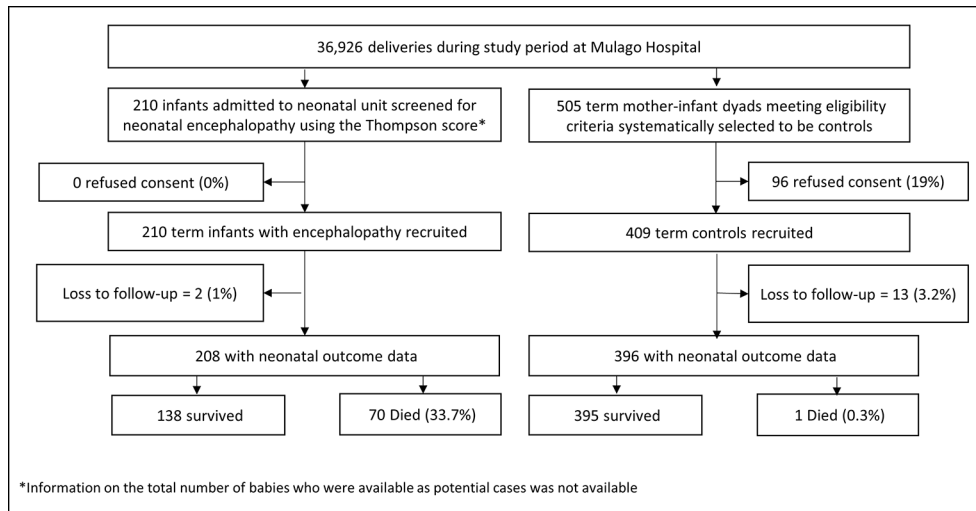 36,926 deliveries during study period at Mulago Hospital
210 infants admitted to neonatal unit screened for
neonatal encephalopathy using the Thompson score*
505 term mother-infant dyads meeting eligibility
criteria systematically selected to be controls
0 refused consent (0%)
96 refused consent (19%)
210 term infants with encephalopathy recruited
409 term controls recruited
Loss to follow-up = 2 (1%)
Loss to follow-up = 13 (3.2%)
208 with neonatal outcome data
396 with neonatal outcome data
138 survived
70 Died (33.7%)
395 survived
1 Died (0.3%)
*Information on the total number of babies who were available as potential cases was not available